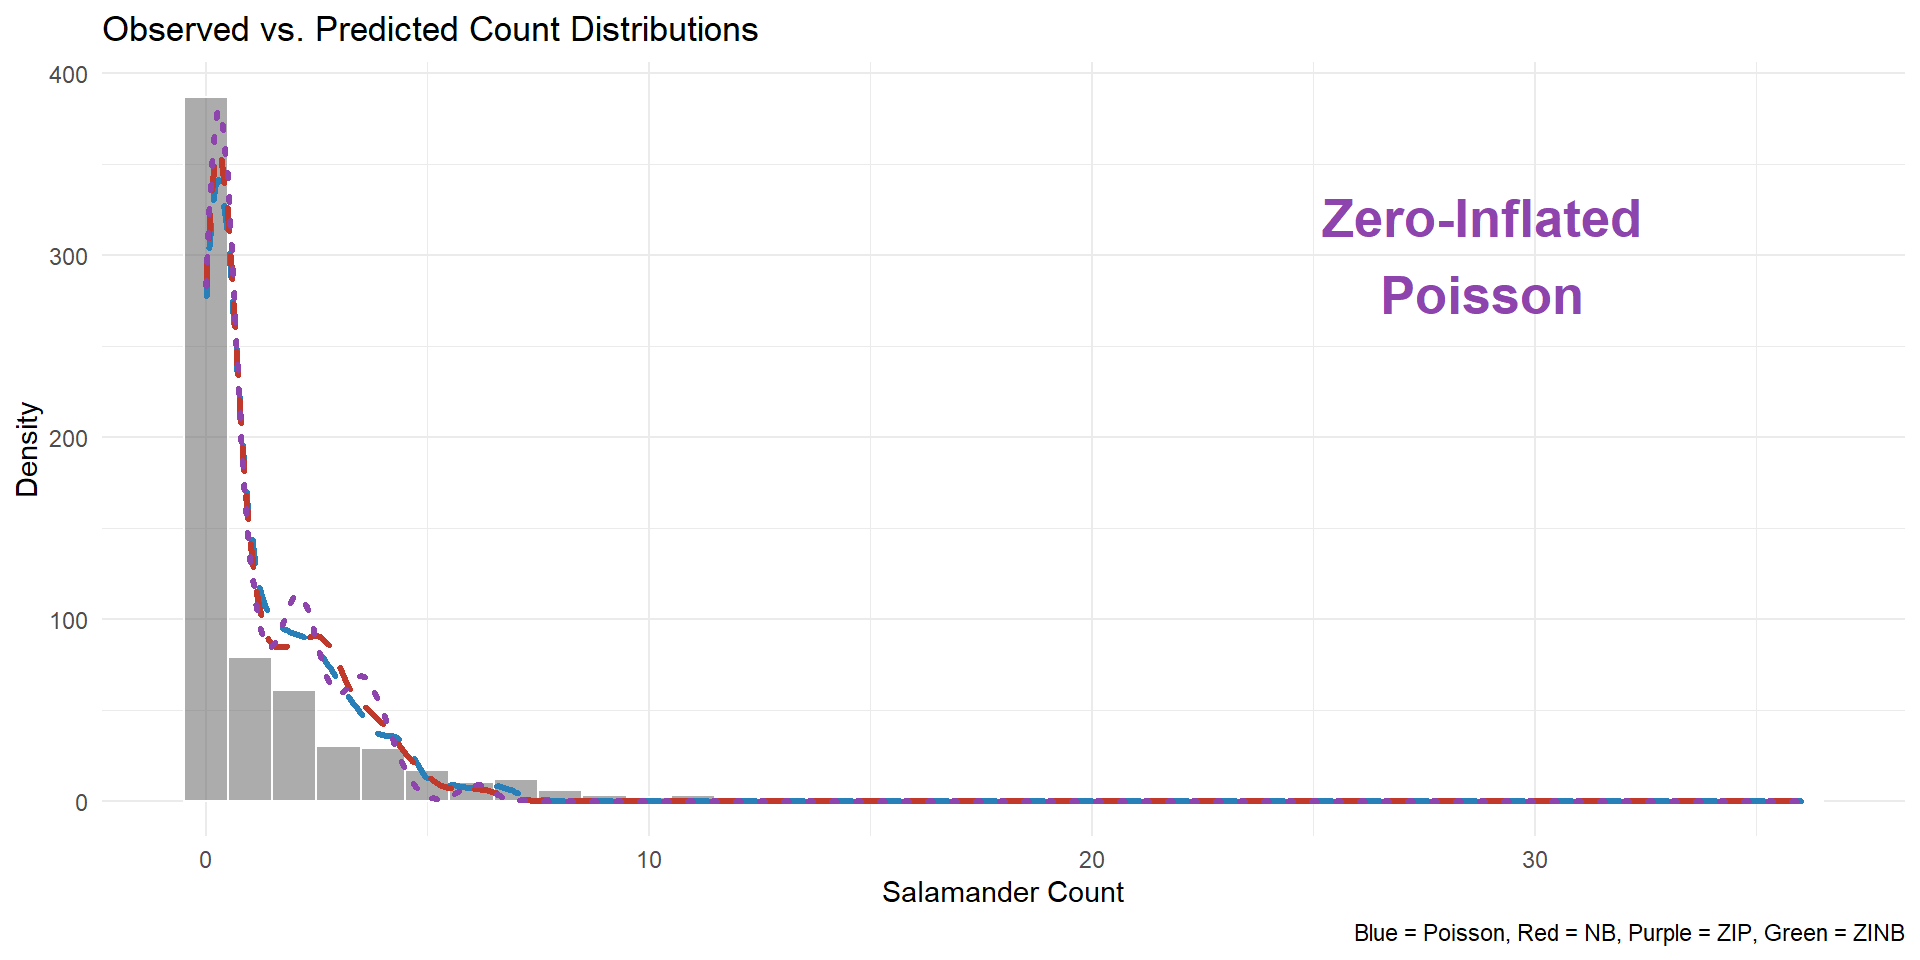 Observed vs. Predicted Count Distributions
400
300
200
100
0
Density
Zero-Inflated
Poisson
0 10 20 30
Salamander Count
Blue = Poisson, Red = NB, Purple = ZIP, Green = ZINB